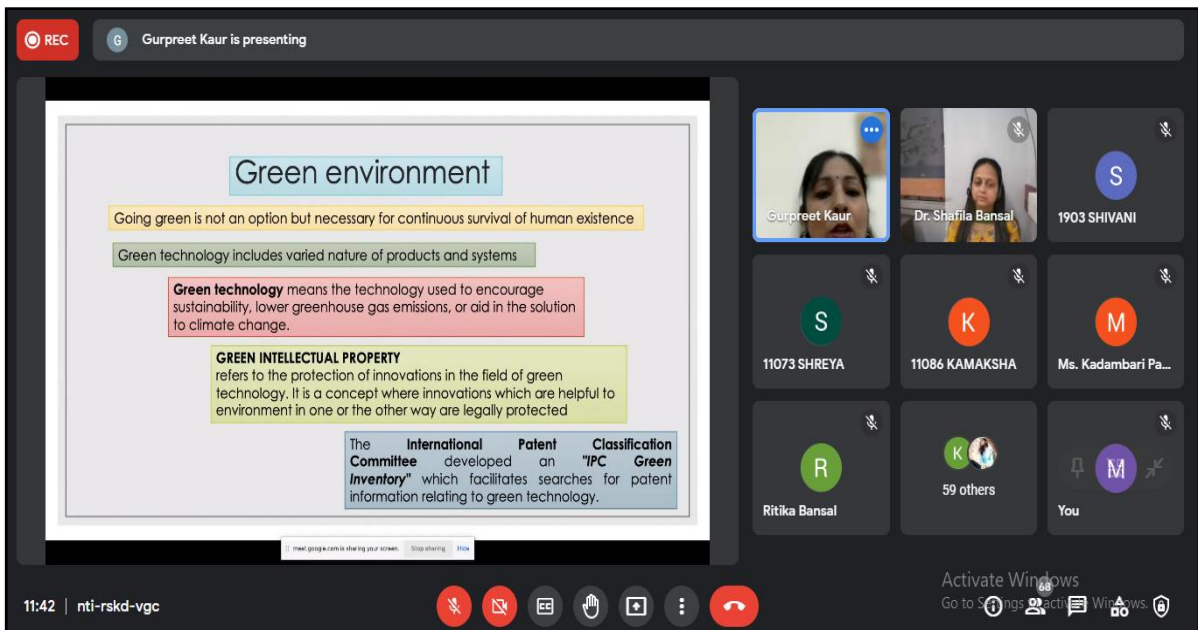 REC
G
Gurpreet Kaur is presenting
Green environment
Going green is not an option but necessary for continuous survival of human existence
Green technology includes varied nature of products and systems
Green technology means the technology used to encourage
sustainability, lower greenhouse gas emissions, or aid in the solution
to climate change.
GREEN INTELLECTUAL PROPERTY
refers to the protection of innovations in the field of green
technology. It is a concept where innovations which are helpful to
environment in one or the other way are legally protected
The International Patent Classification
Committee developed an "IPC Green
Inventory" which facilitates searches for patent
information relating to green technology.
meet.google.com is sharing your screen. Stop sharing Hide
Gurpreet Kaur
Dr. Shafila Bansal
S
1903 SHIVANI
S
11073 SHREYA
K
11086 KAMAKSHA
M
Ms. Kadambari Pa...
R
Ritika Bansal
K
59 others
M
You
11:42 | nti-rskd-vgc
CC
68
Activate Windows
Go to Settings to activate Windows.